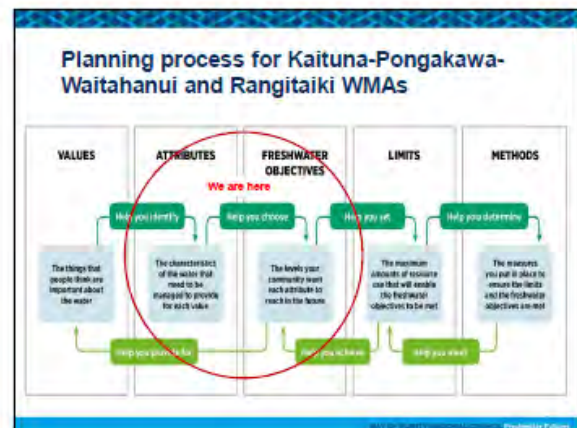 Planning process for Kaituna-Pongakawa-
Waitahanui and Rangitaiki WMAs
VALUES
ATTRIBUTES
FRESHWATER
OBJECTIVES
LIMITS
METHODS
We are here
Help you identify
Help you choose
Help you set
Help you determine
The things that
people think are
important about
the water
The characteristics
of the water that
need to be
managed to provide
for each value
The levels your
community want
each attribute to
reach in the future
The maximum
amounts of resource
use that will enable
the freshwater
objectives to be met
The measures
you put in place to
ensure the limits
and the freshwater
objectives are met
Help you provide for
Help you achieve
Help you meet